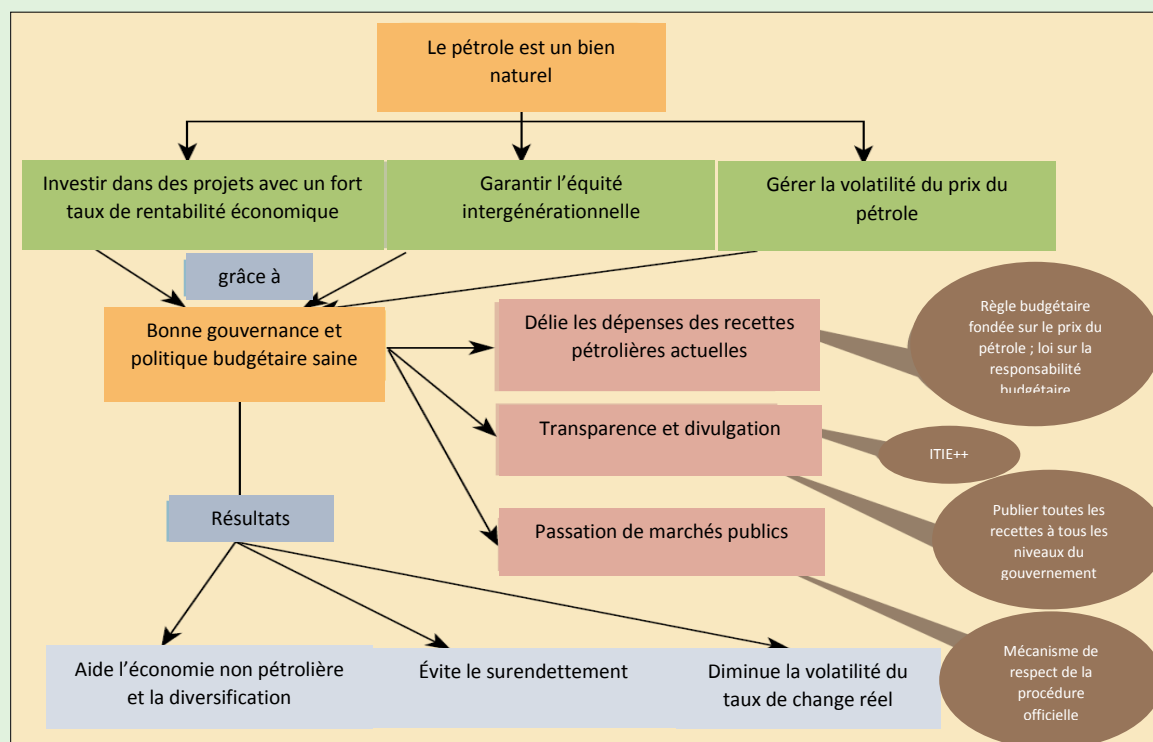 Le pétrole est un bien
naturel
Investir dans des projets avec un fort
taux de rentabilité économique
Garantir l’équité
intergénérationnelle
Gérer la volatilité du prix du
pétrole
grâce à
Bonne gouvernance et
politique budgétaire saine
Délie les dépenses des recettes
pétrolières actuelles
Règle budgétaire
fondée sur le prix du
pétrole ; loi sur la
responsabilité
budgétaire
Transparence et divulgation
ITIE++
Publier toutes les
recettes à tous les
niveaux du
gouvernement
Résultats
Passation de marchés publics
Mécanisme de
respect de la
procédure
officielle
Aide l’économie non pétrolière
et la diversification
Évite le surendettement
Diminue la volatilité du
taux de change réel